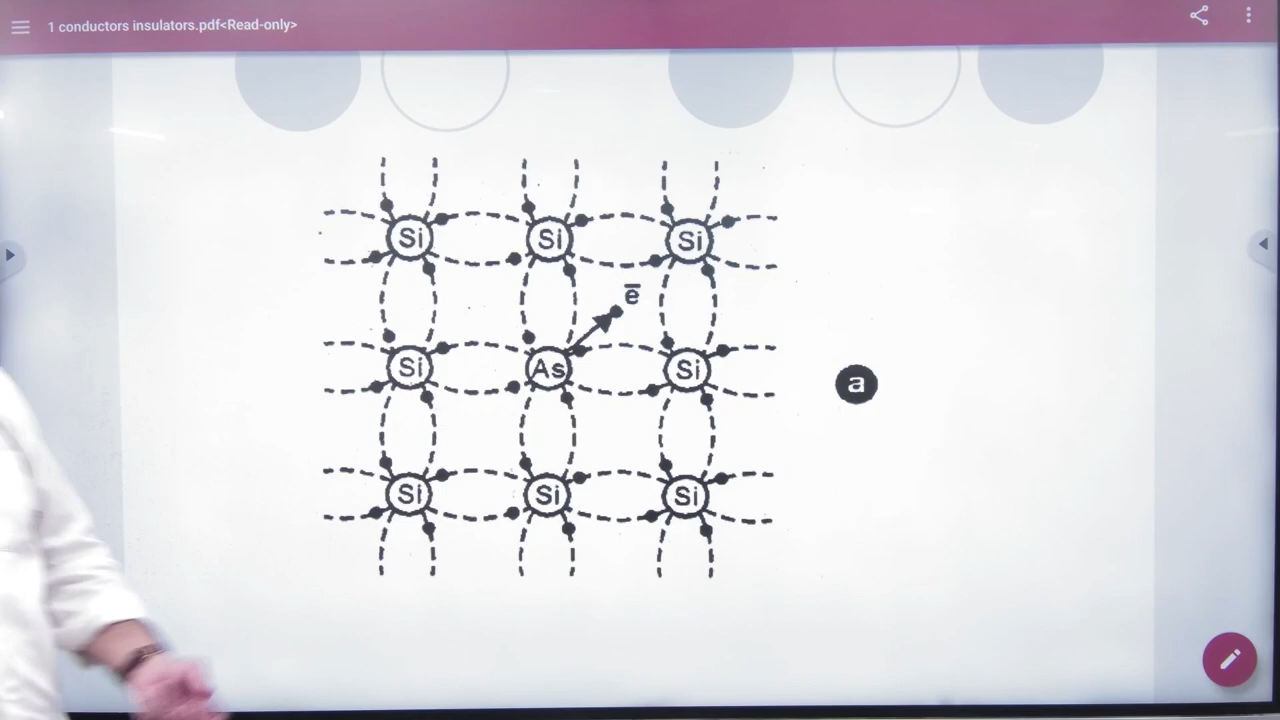 1 conductors insulators.pdf<Read-only>
Si Si Si
e̅
Si As Si
a
Si Si Si